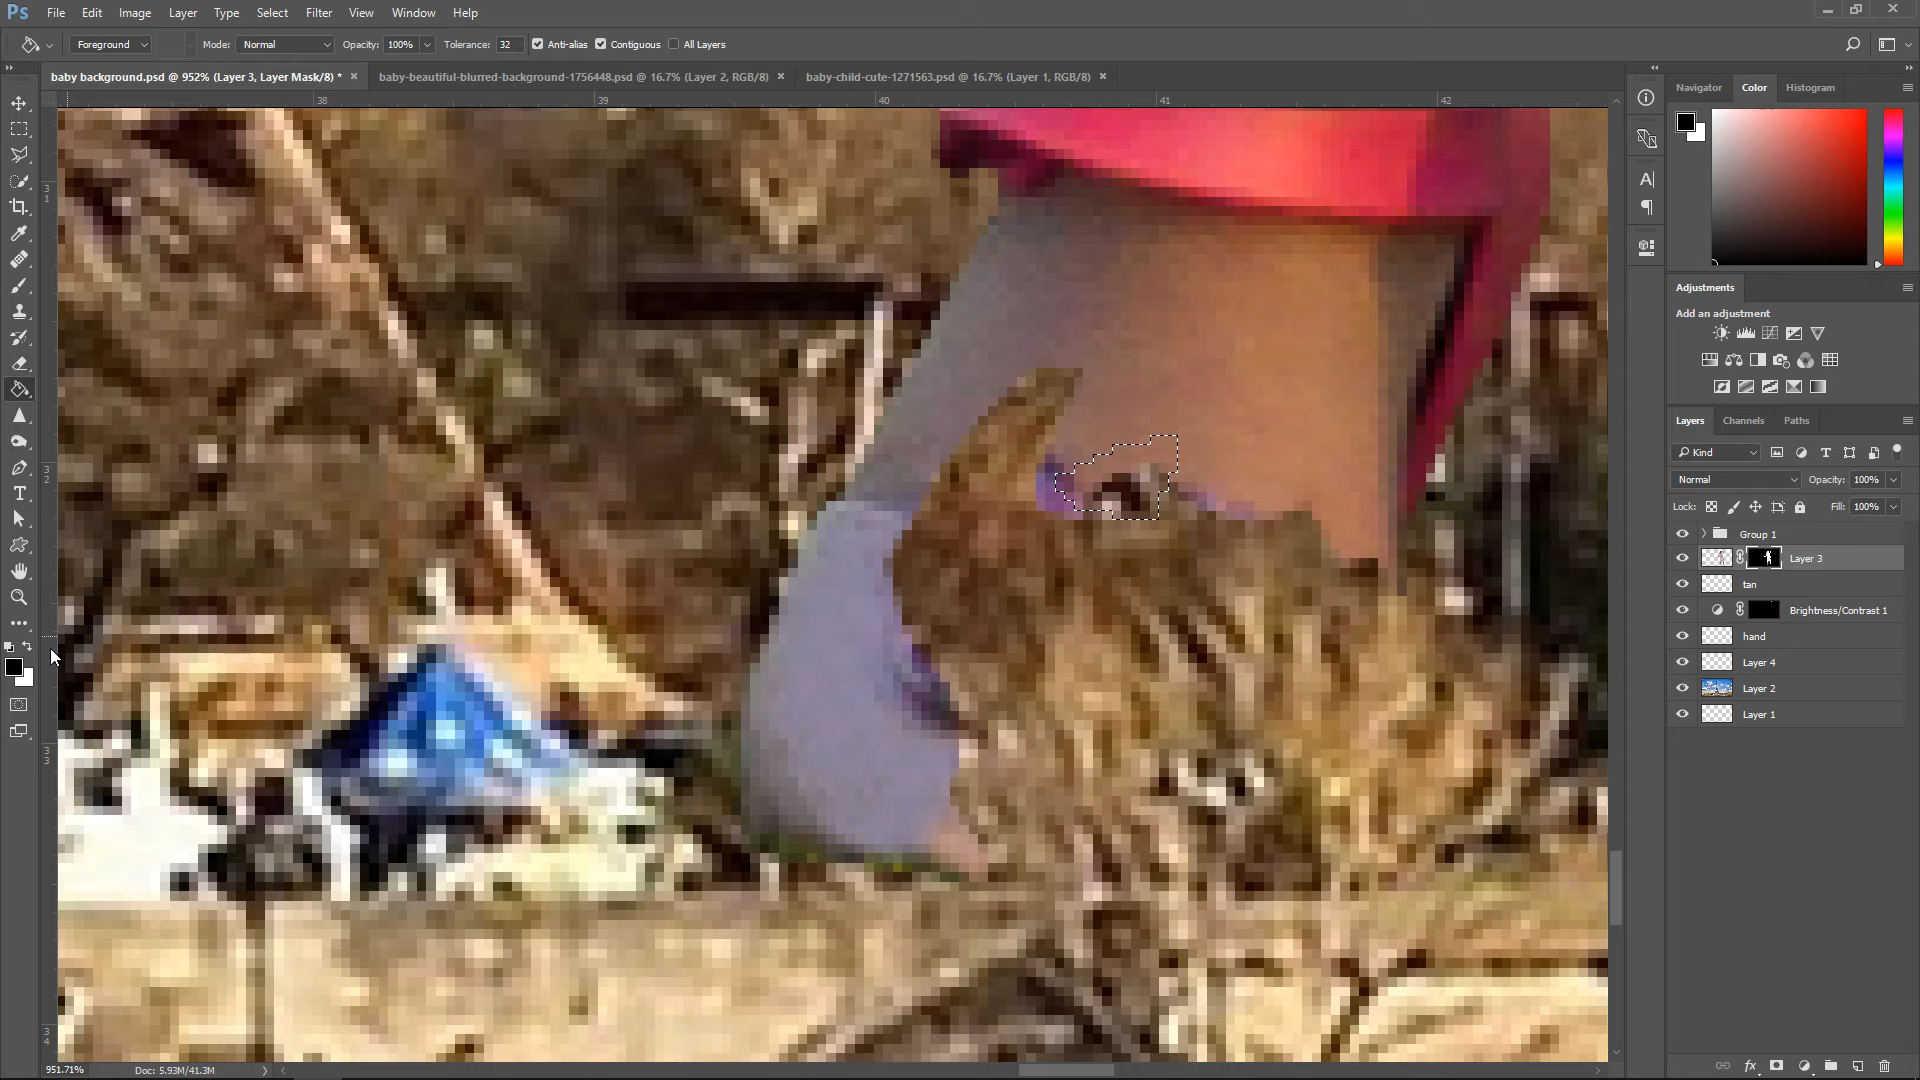 Ps File Edit Image Layer Type Select Filter View Window Help
Foreground Mode: Normal Opacity: 100% Tolerance: 32 Anti-alias Contiguous All Layers
baby background.psd @ 952% (Layer 3, Layer Mask/8) * × baby-beautiful-blurred-background-1756448.psd @ 16.7% (Layer 2, RGB/8) × baby-child-cute-1271563.psd @ 16.7% (Layer 1, RGB/8) ×
38 39 40 41 42
31
32
33
34
Navigator Color Histogram
Adjustments
Add an adjustment
Layers Channels Paths
Kind
Normal Opacity: 100%
Lock: Fill: 100%
Group 1
Layer 3
tan
Brightness/Contrast 1
hand
Layer 4
Layer 2
Layer 1
951.71% Doc: 5.93M/41.3M